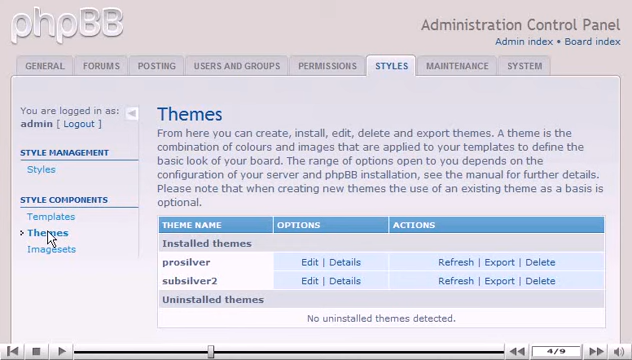 phpBB
Administration Control Panel
Admin index • Board index
GENERAL FORUMS POSTING USERS AND GROUPS PERMISSIONS STYLES MAINTENANCE SYSTEM
You are logged in as:
admin [ Logout ]
STYLE MANAGEMENT
Styles
STYLE COMPONENTS
Templates
Themes
Imagesets
Themes
From here you can create, install, edit, delete and export themes. A theme is the
combination of colours and images that are applied to your templates to define the
basic look of your board. The range of options open to you depends on the
configuration of your server and phpBB installation, see the manual for further details.
Please note that when creating new themes the use of an existing theme as a basis is
optional.
THEME NAME OPTIONS ACTIONS
Installed themes
prosilver Edit | Details Refresh | Export | Delete
subsilver2 Edit | Details Refresh | Export | Delete
Uninstalled themes
No uninstalled themes detected.
4/9